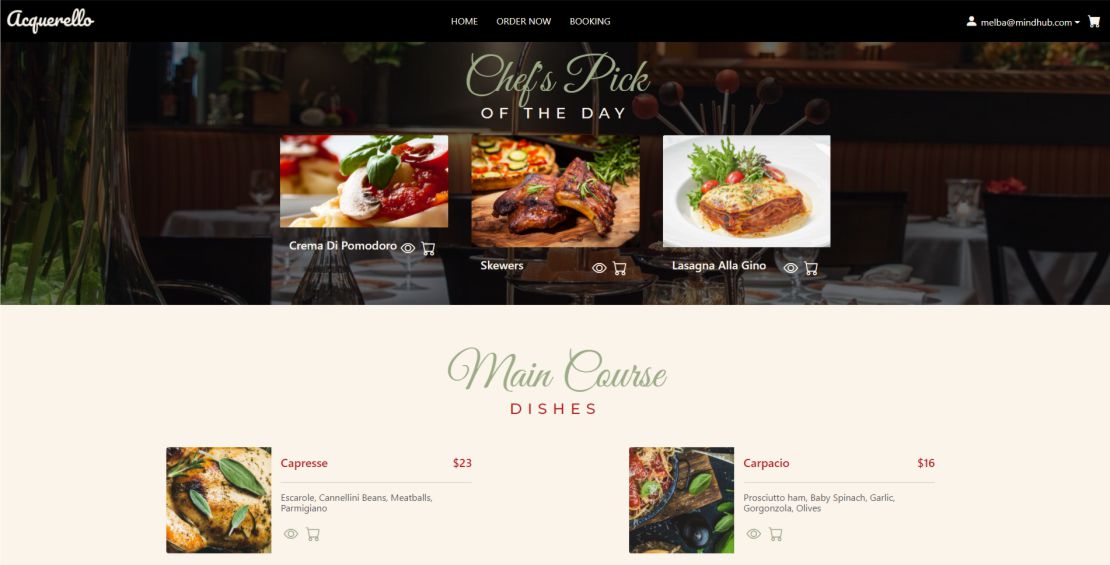 Acquerello
HOME
ORDER NOW
BOOKING
melba@mindhub.com
Chef's Pick
OF THE DAY
Crema Di Pomodoro
Skewers
Lasagna Alla Gino
Main Course
DISHES
Capresse
$23
Escarole, Cannellini Beans, Meatballs,
Parmigiano
Carpacio
$16
Prosciutto ham, Baby Spinach, Garlic,
Gorgonzola, Olives